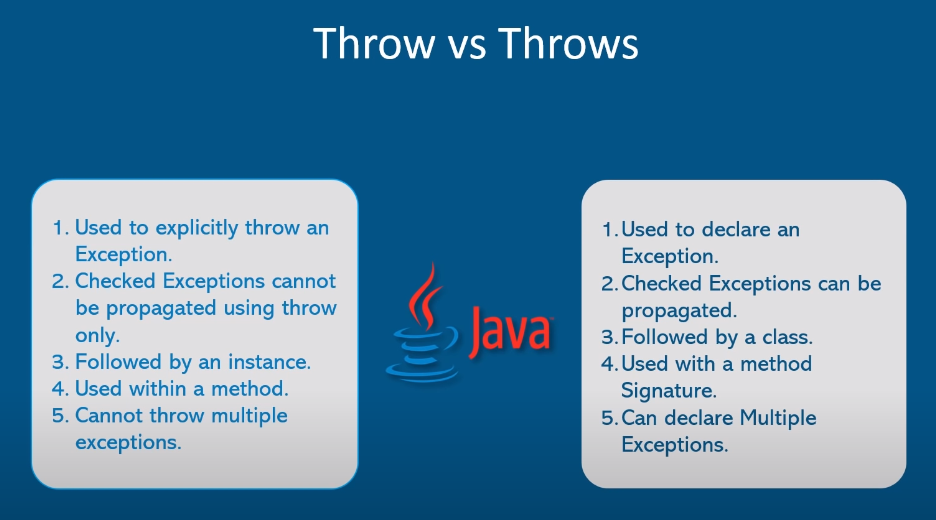 Throw vs Throws
1. Used to explicitly throw an
Exception.
2. Checked Exceptions cannot
be propagated using throw
only.
3. Followed by an instance.
4. Used within a method.
5. Cannot throw multiple
exceptions.
Java
1. Used to declare an
Exception.
2. Checked Exceptions can be
propagated.
3. Followed by a class.
4. Used with a method
Signature.
5. Can declare Multiple
Exceptions.